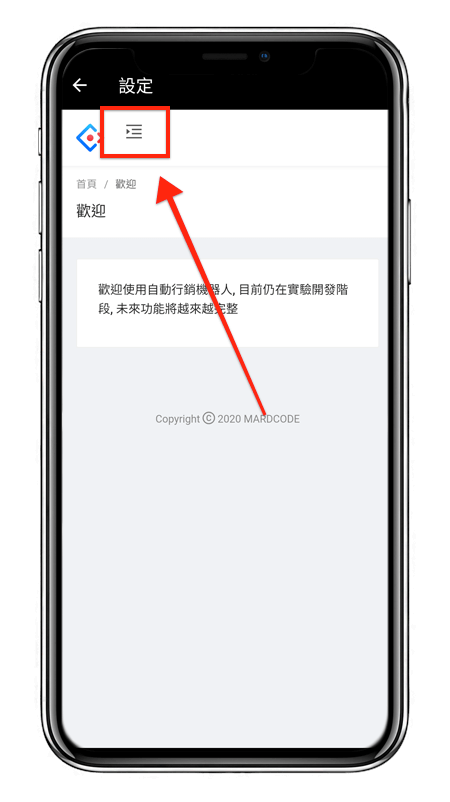 設定
首頁 / 歡迎
歡迎
歡迎使用自動行銷機器人, 目前仍在實驗開發階
段, 未來功能將越來越完整
Copyright © 2020 MARDCODE